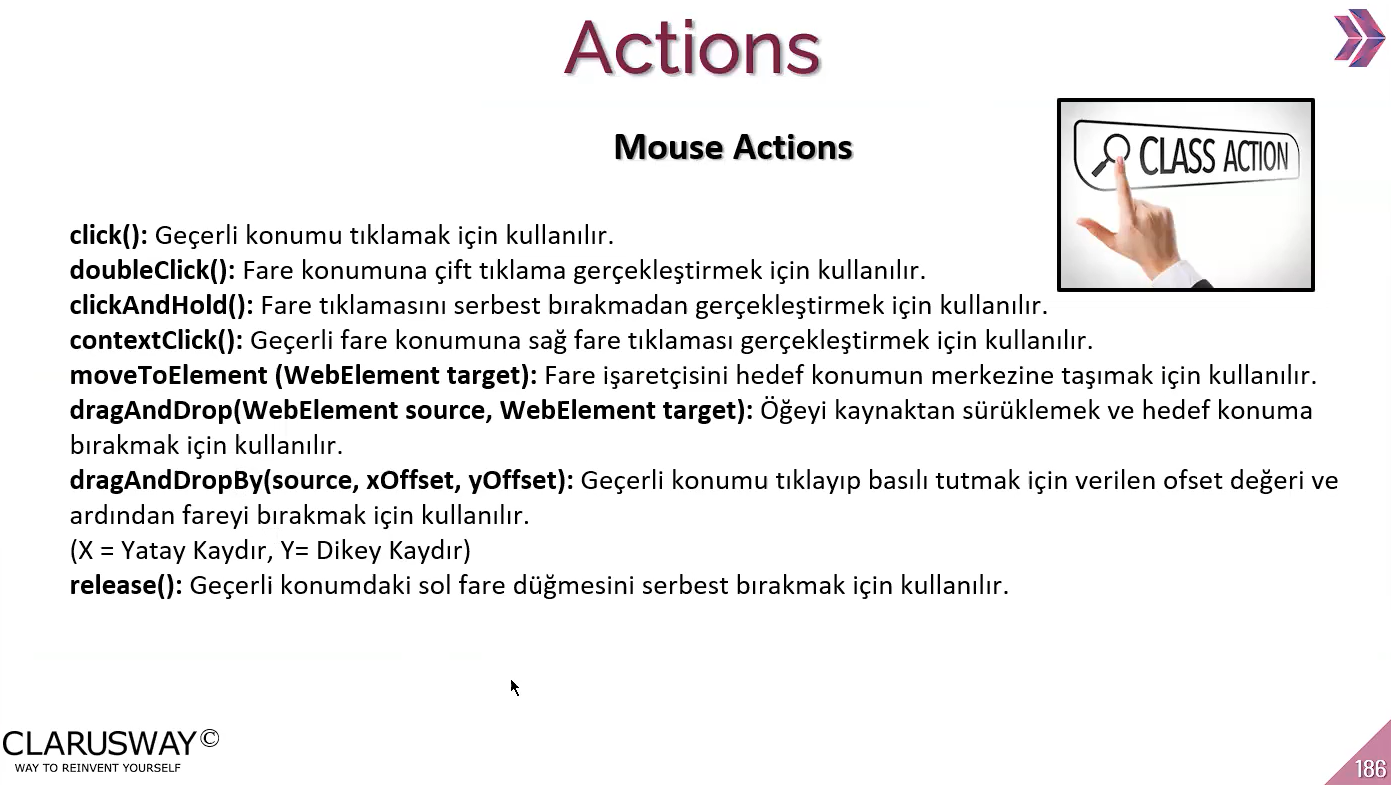 Actions
Mouse Actions
CLASS ACTION
click(): Geçerli konumu tıklamak için kullanılır.
doubleClick(): Fare konumuna çift tıklama gerçekleştirmek için kullanılır.
clickAndHold(): Fare tıklamasını serbest bırakmadan gerçekleştirmek için kullanılır.
contextClick(): Geçerli fare konumuna sağ fare tıklaması gerçekleştirmek için kullanılır.
moveToElement (WebElement target): Fare işaretçisini hedef konumun merkezine taşımak için kullanılır.
dragAndDrop(WebElement source, WebElement target): Öğeyi kaynaktan sürüklemek ve hedef konuma
bırakmak için kullanılır.
dragAndDropBy(source, xOffset, yOffset): Geçerli konumu tıklayıp basılı tutmak için verilen ofset değeri ve
ardından fareyi bırakmak için kullanılır.
(X = Yatay Kaydır, Y= Dikey Kaydır)
release(): Geçerli konumdaki sol fare düğmesini serbest bırakmak için kullanılır.
CLARUSWAY©
WAY TO REINVENT YOURSELF
186